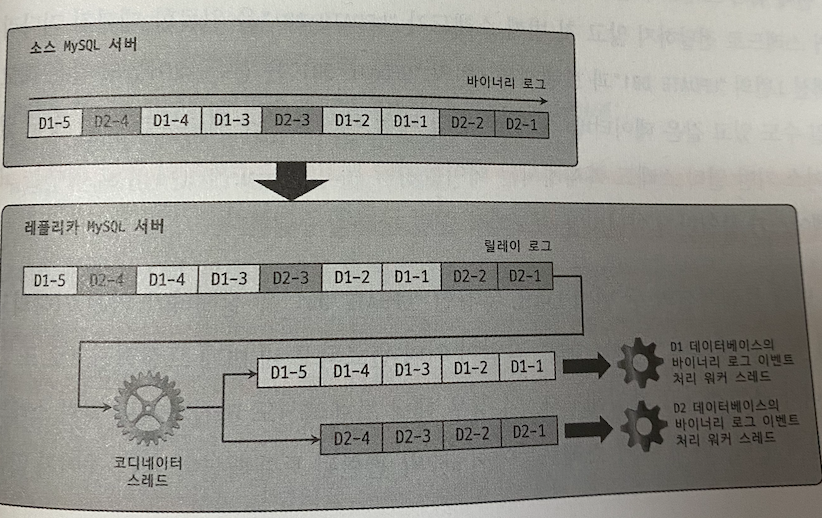 소스 MySQL 서버
바이너리 로그
D1-5 D2-4 D1-4 D1-3 D2-3 D1-2 D1-1 D2-2 D2-1
레플리카 MySQL 서버
릴레이 로그
D1-5 D2-4 D1-4 D1-3 D2-3 D1-2 D1-1 D2-2 D2-1
D1-5 D1-4 D1-3 D1-2 D1-1
D1 데이터베이스의
바이너리 로그 이벤트
처리 워커 스레드
D2-4 D2-3 D2-2 D2-1
D2 데이터베이스의
바이너리 로그 이벤트
처리 워커 스레드
코디네이터
스레드